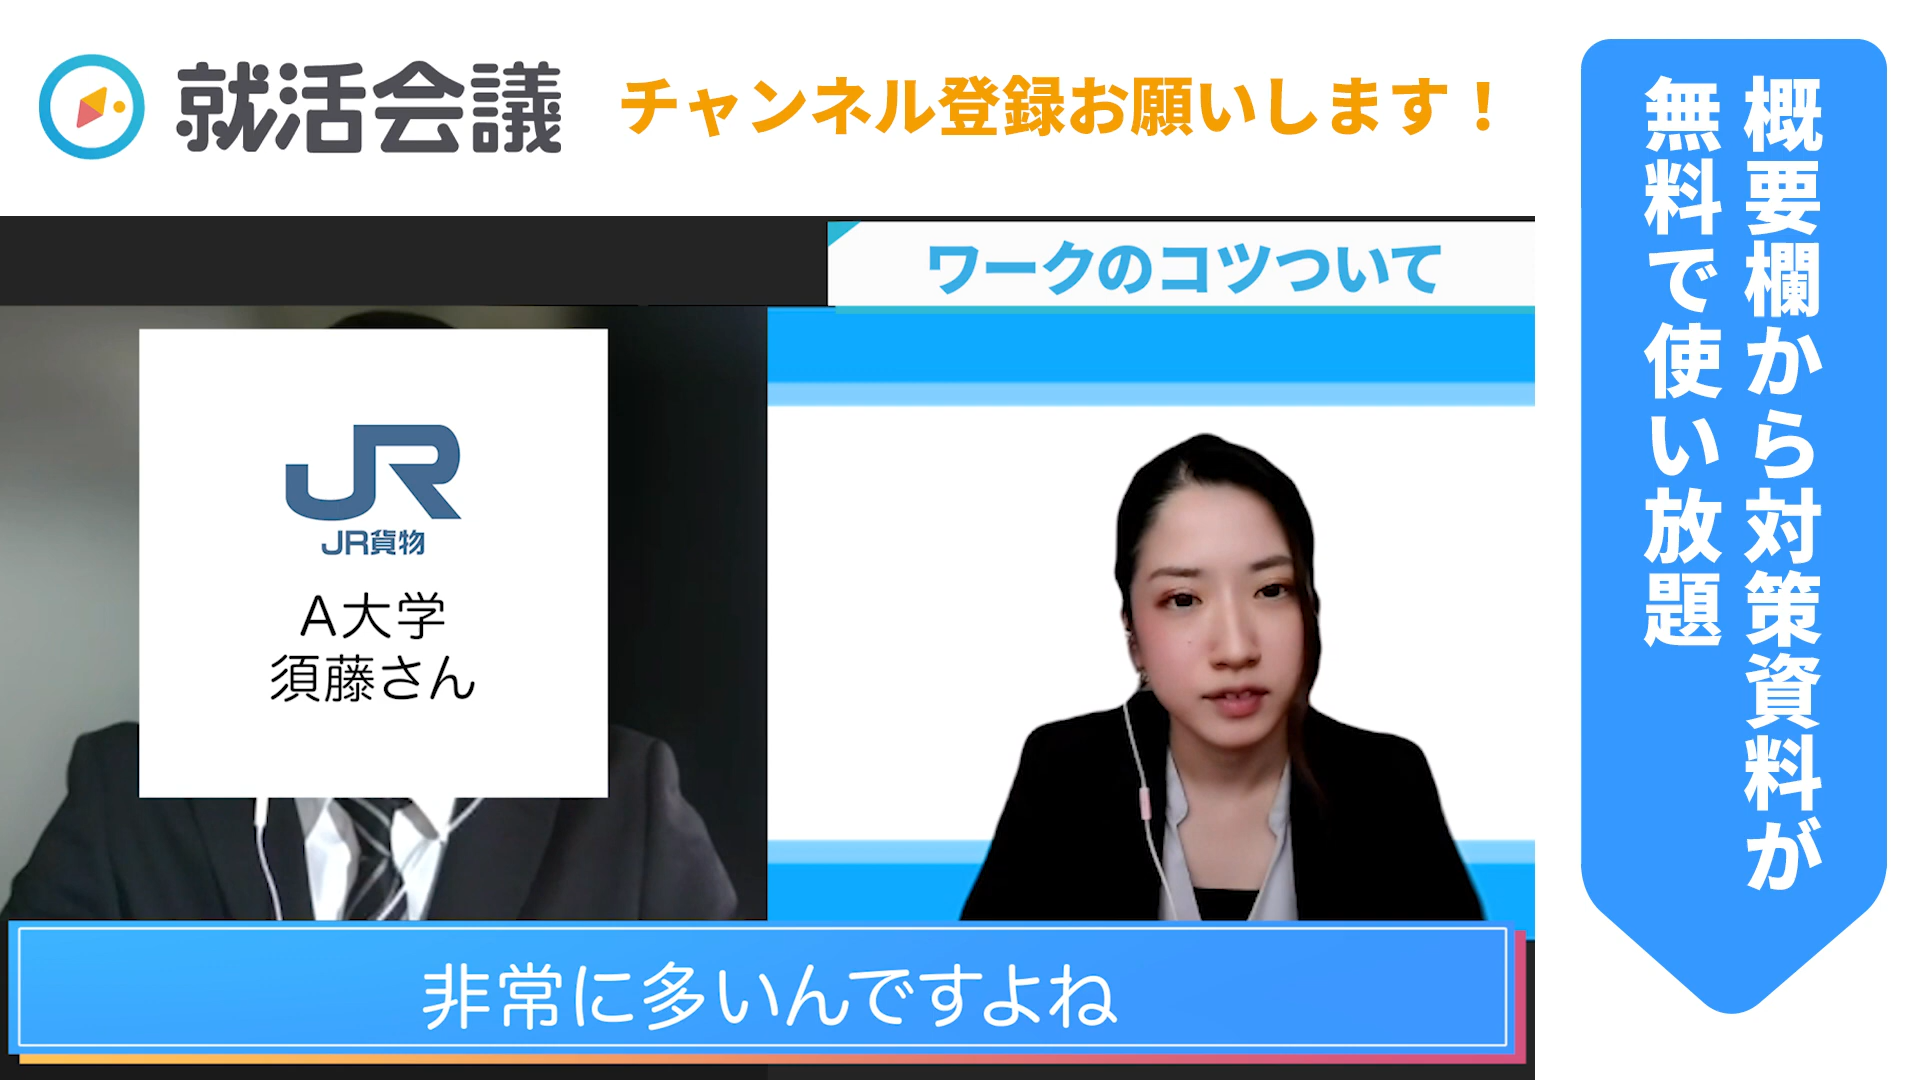 就活会議
チャンネル登録お願いします！
概要欄から対策資料が
無料で使い放題
ワークのコツついて
JR
JR貨物
A大学
須藤さん
非常に多いんですよね